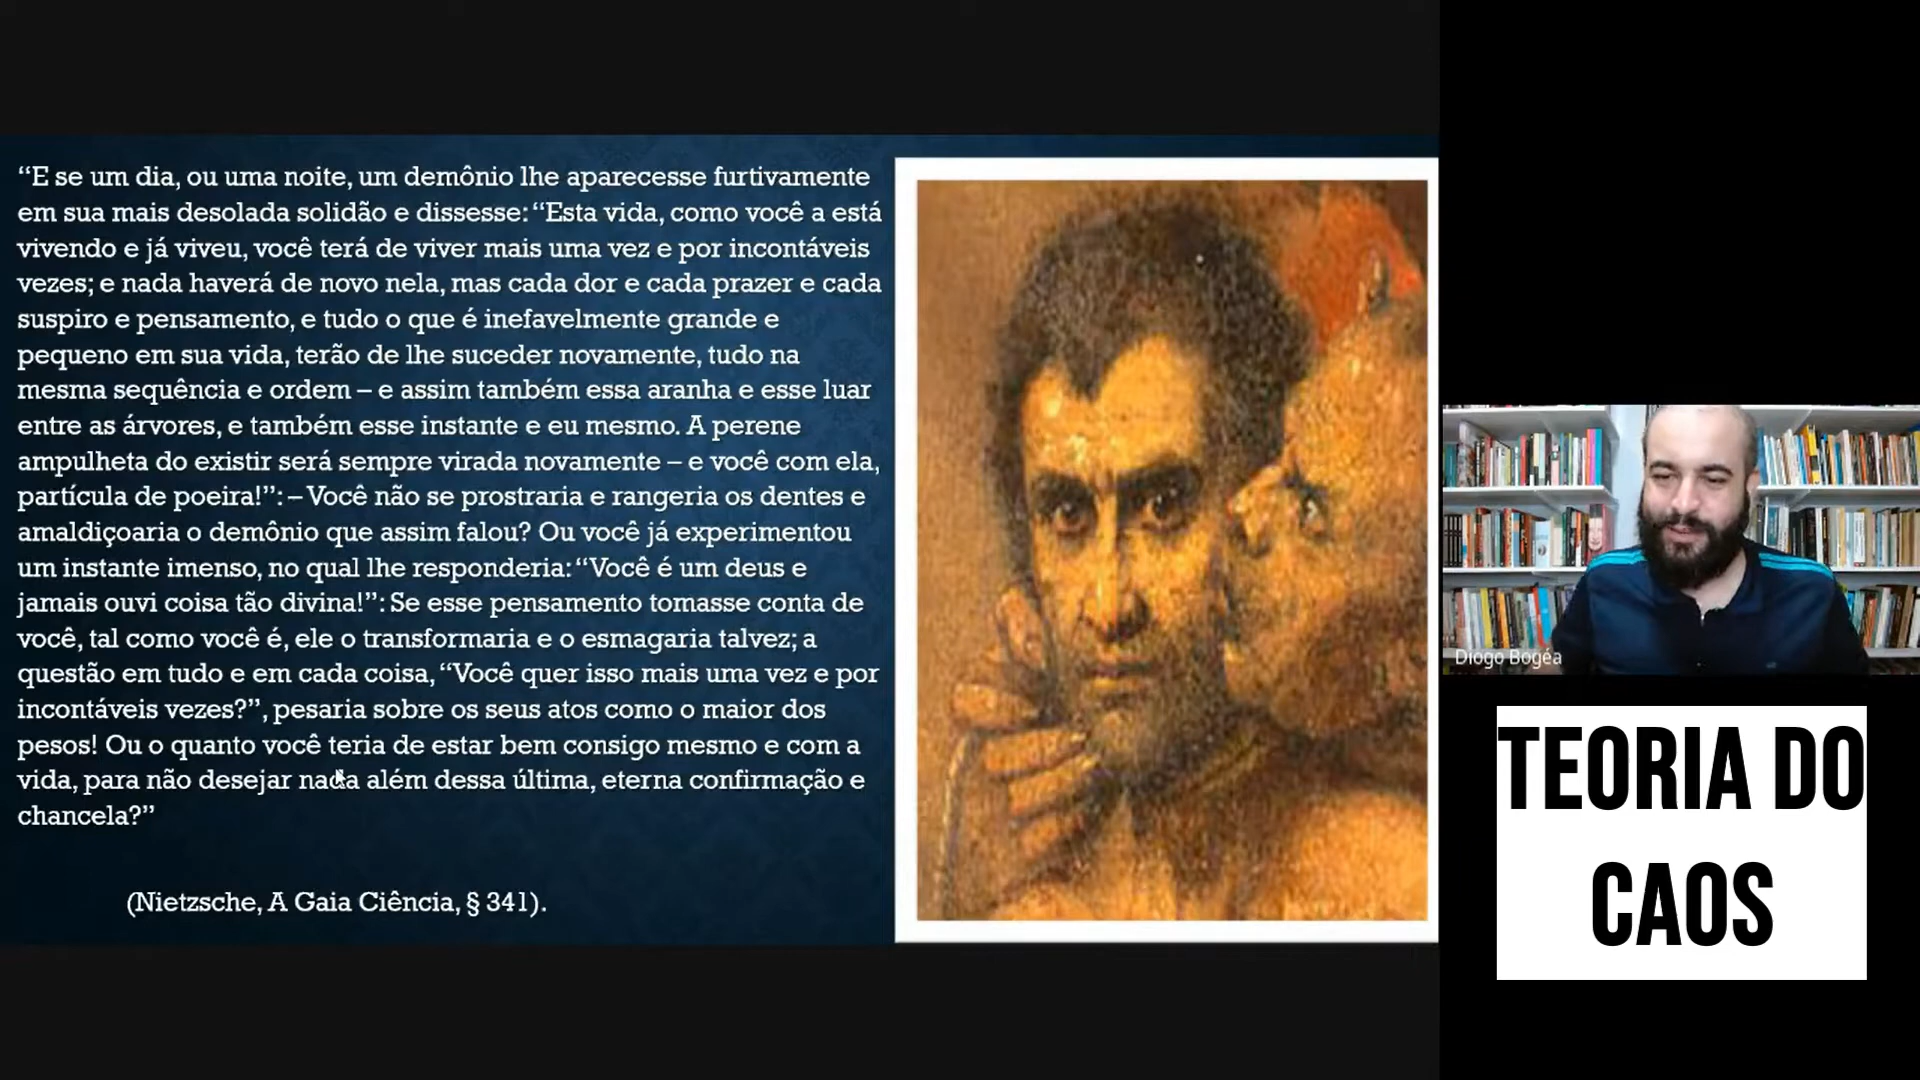 “E se um dia, ou uma noite, um demônio lhe aparecesse furtivamente
em sua mais desolada solidão e dissesse: “Esta vida, como você a está
vivendo e já viveu, você terá de viver mais uma vez e por incontáveis
vezes; e nada haverá de novo nela, mas cada dor e cada prazer e cada
suspiro e pensamento, e tudo o que é inefavelmente grande e
pequeno em sua vida, terão de lhe suceder novamente, tudo na
mesma sequência e ordem – e assim também essa aranha e esse luar
entre as árvores, e também esse instante e eu mesmo. A perene
ampulheta do existir será sempre virada novamente – e você com ela,
partícula de poeira!”: – Você não se prostraria e rangeria os dentes e
amaldiçoaria o demônio que assim falou? Ou você já experimentou
um instante imenso, no qual lhe responderia: “Você é um deus e
jamais ouvi coisa tão divina!”: Se esse pensamento tomasse conta de
você, tal como você é, ele o transformaria e o esmagaria talvez; a
questão em tudo e em cada coisa, “Você quer isso mais uma vez e por
incontáveis vezes?”, pesaria sobre os seus atos como o maior dos
pesos! Ou o quanto você teria de estar bem consigo mesmo e com a
vida, para não desejar nada além dessa última, eterna confirmação e
chancela?”
(Nietzsche, A Gaia Ciência, § 341).
Diogo Bogéa
TEORIA DO
CAOS